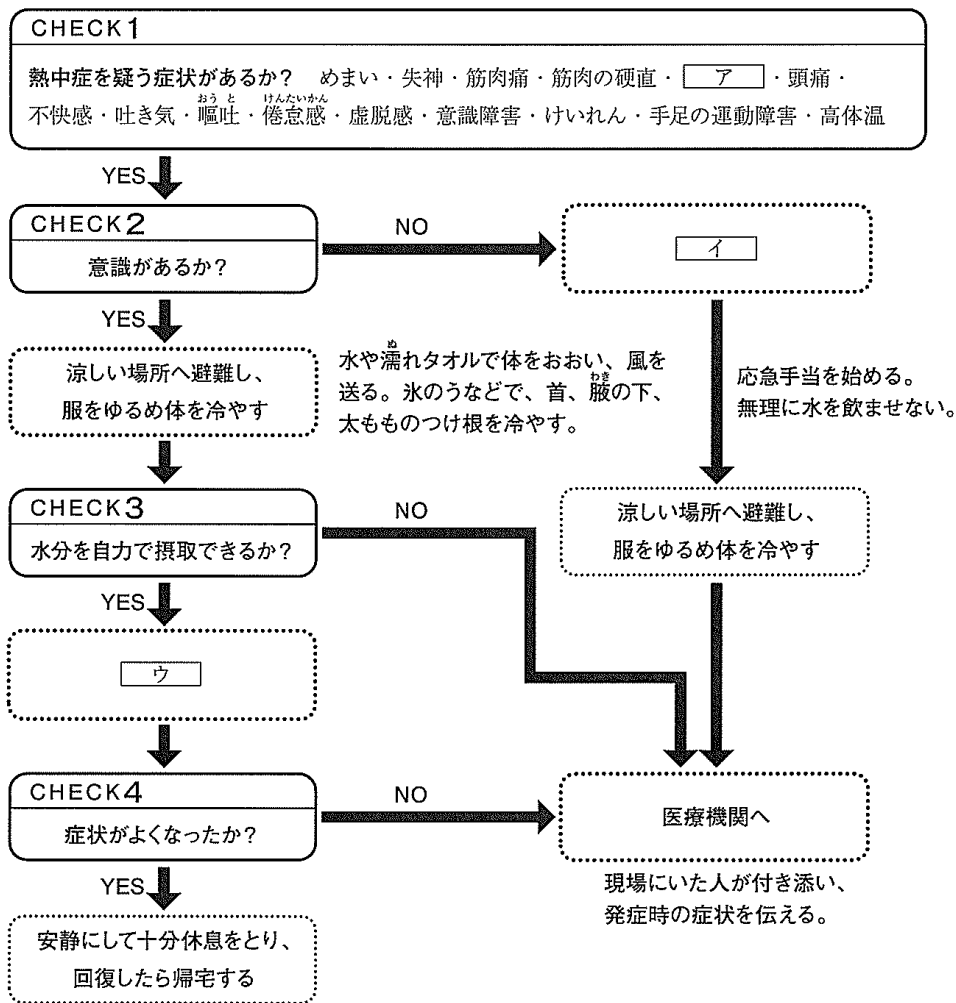 CHECK1
熱中症を疑う症状があるか? めまい・失神・筋肉痛・筋肉の硬直・ア・頭痛・
おうと けんたいかん
不快感・吐き気・嘔吐・倦怠感・虚脱感・意識障害・けいれん・手足の運動障害・高体温
YES
CHECK2
意識があるか?
NO
イ
YES
涼しい場所へ避難し、
服をゆるめ体を冷やす
ぬ
水や濡れタオルで体をおおい、風を
わき
送る。氷のうなどで、首、腋の下、
太もものつけ根を冷やす。
応急手当を始める。
無理に水を飲ませない。
CHECK3
水分を自力で摂取できるか?
NO
涼しい場所へ避難し、
服をゆるめ体を冷やす
YES
ウ
CHECK4
症状がよくなったか?
NO
医療機関へ
現場にいた人が付き添い、
発症時の症状を伝える。
YES
安静にして十分休息をとり、
回復したら帰宅する